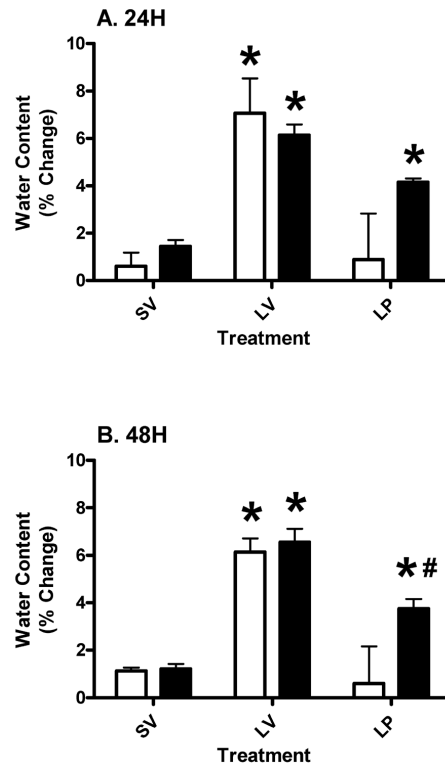 A. 24H
Water Content
(% Change)
10
8
6
4
2
0
*
*
*
SV
LV
LP
Treatment
B. 48H
Water Content
(% Change)
10
8
6
4
2
0
*
*
*#
SV
LV
LP
Treatment